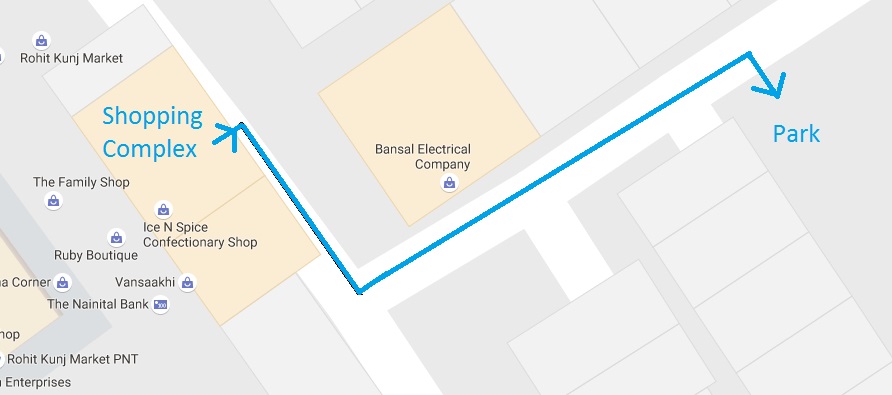 Rohit Kunj Market
Shopping
Complex
Bansal Electrical
Company
Park
The Family Shop
Ice N Spice
Confectionary Shop
Ruby Boutique
Corner
Vansaakhi
The Nainital Bank
Rohit Kunj Market PNT
Enterprises